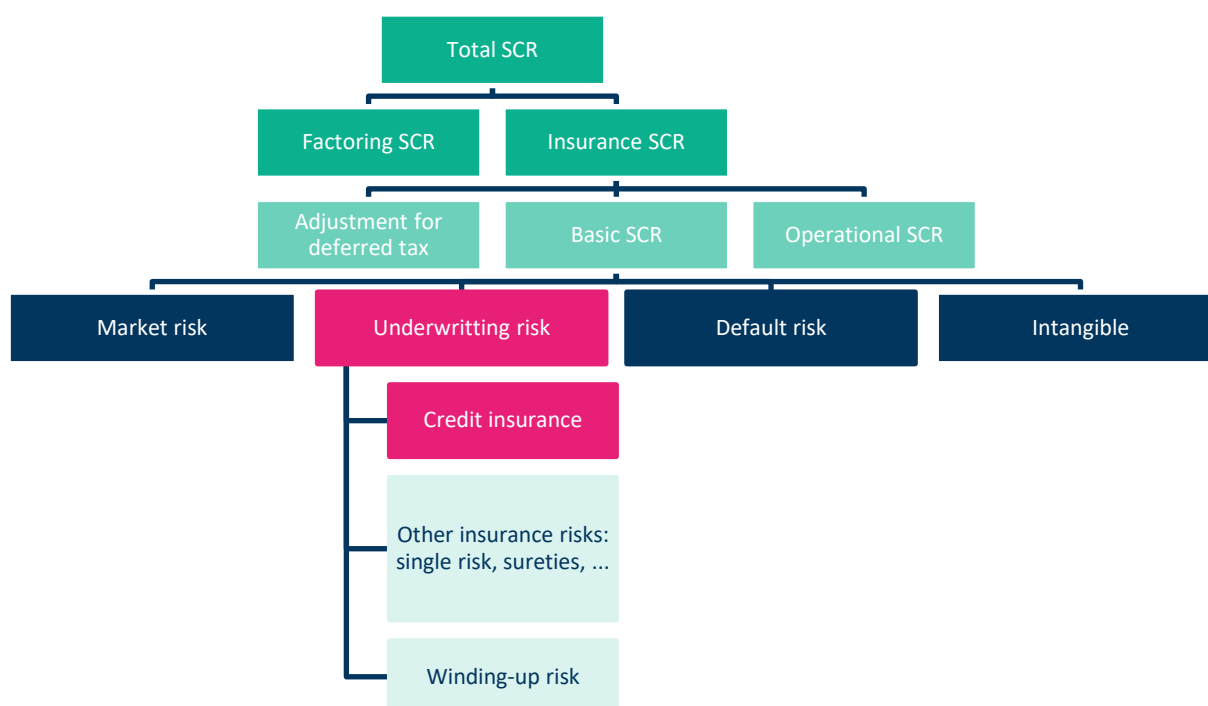 Total SCR
Factoring SCR
Insurance SCR
Adjustment for
deferred tax
Basic SCR
Operational SCR
Market risk
Underwritting risk
Default risk
Intangible
Credit insurance
Other insurance risks:
single risk, sureties, ...
Winding-up risk